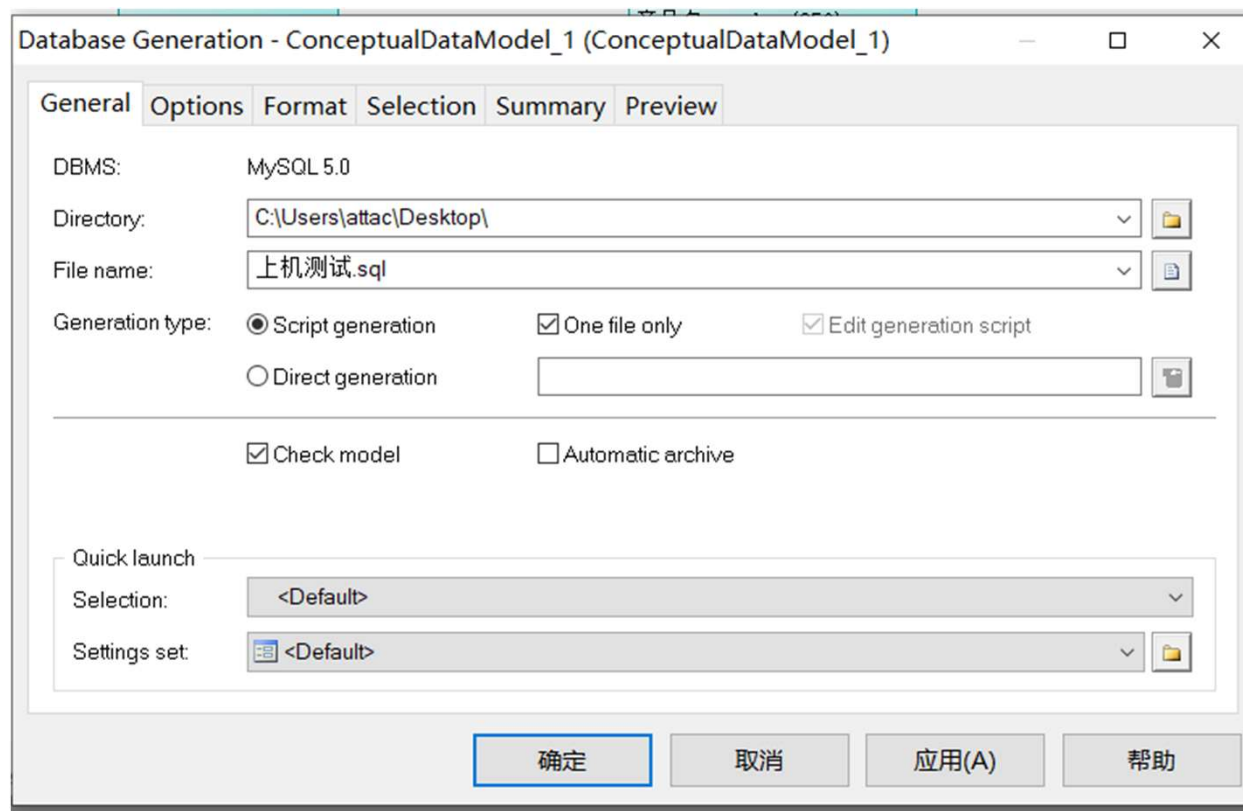 Database Generation - ConceptualDataModel_1 (ConceptualDataModel_1)
General Options Format Selection Summary Preview
DBMS: MySQL 5.0
Directory: C:\Users\attac\Desktop\
File name: 上机测试.sql
Generation type: Script generation One file only Edit generation script
Direct generation
Check model Automatic archive
Quick launch
Selection: <Default>
Settings set: <Default>
确定 取消 应用(A) 帮助